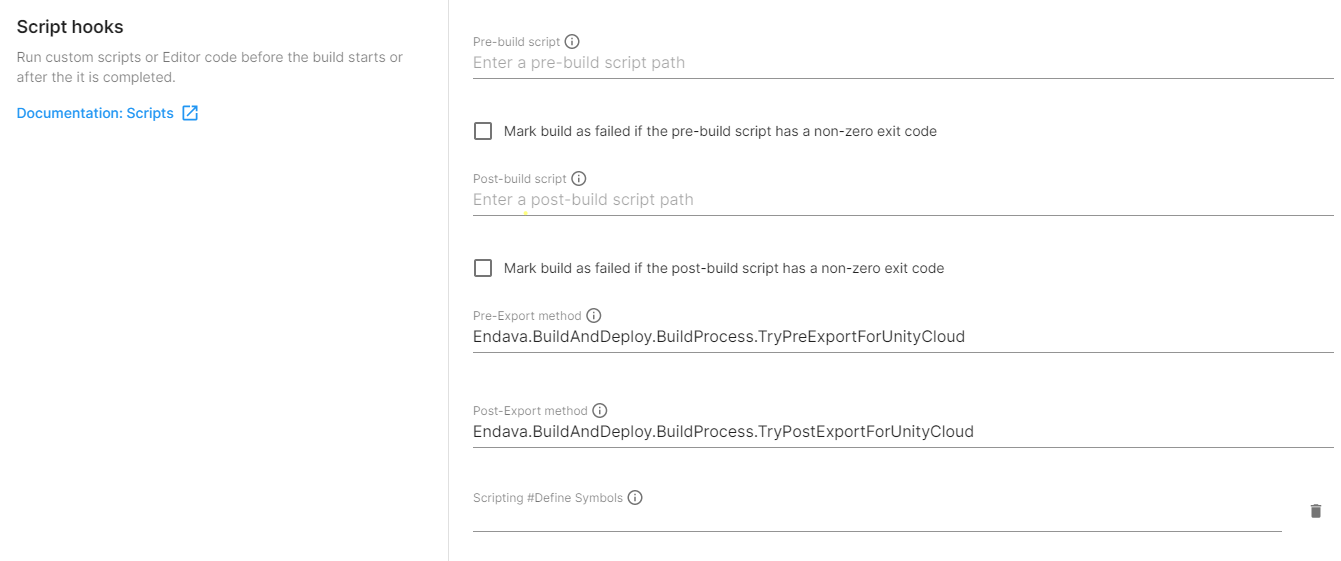 Script hooks
Run custom scripts or Editor code before the build starts or
after the it is completed.
Documentation: Scripts
Pre-build script
Enter a pre-build script path
Mark build as failed if the pre-build script has a non-zero exit code
Post-build script
Enter a post-build script path
Mark build as failed if the post-build script has a non-zero exit code
Pre-Export method
Endava.BuildAndDeploy.BuildProcess.TryPreExportForUnityCloud
Post-Export method
Endava.BuildAndDeploy.BuildProcess.TryPostExportForUnityCloud
Scripting #Define Symbols